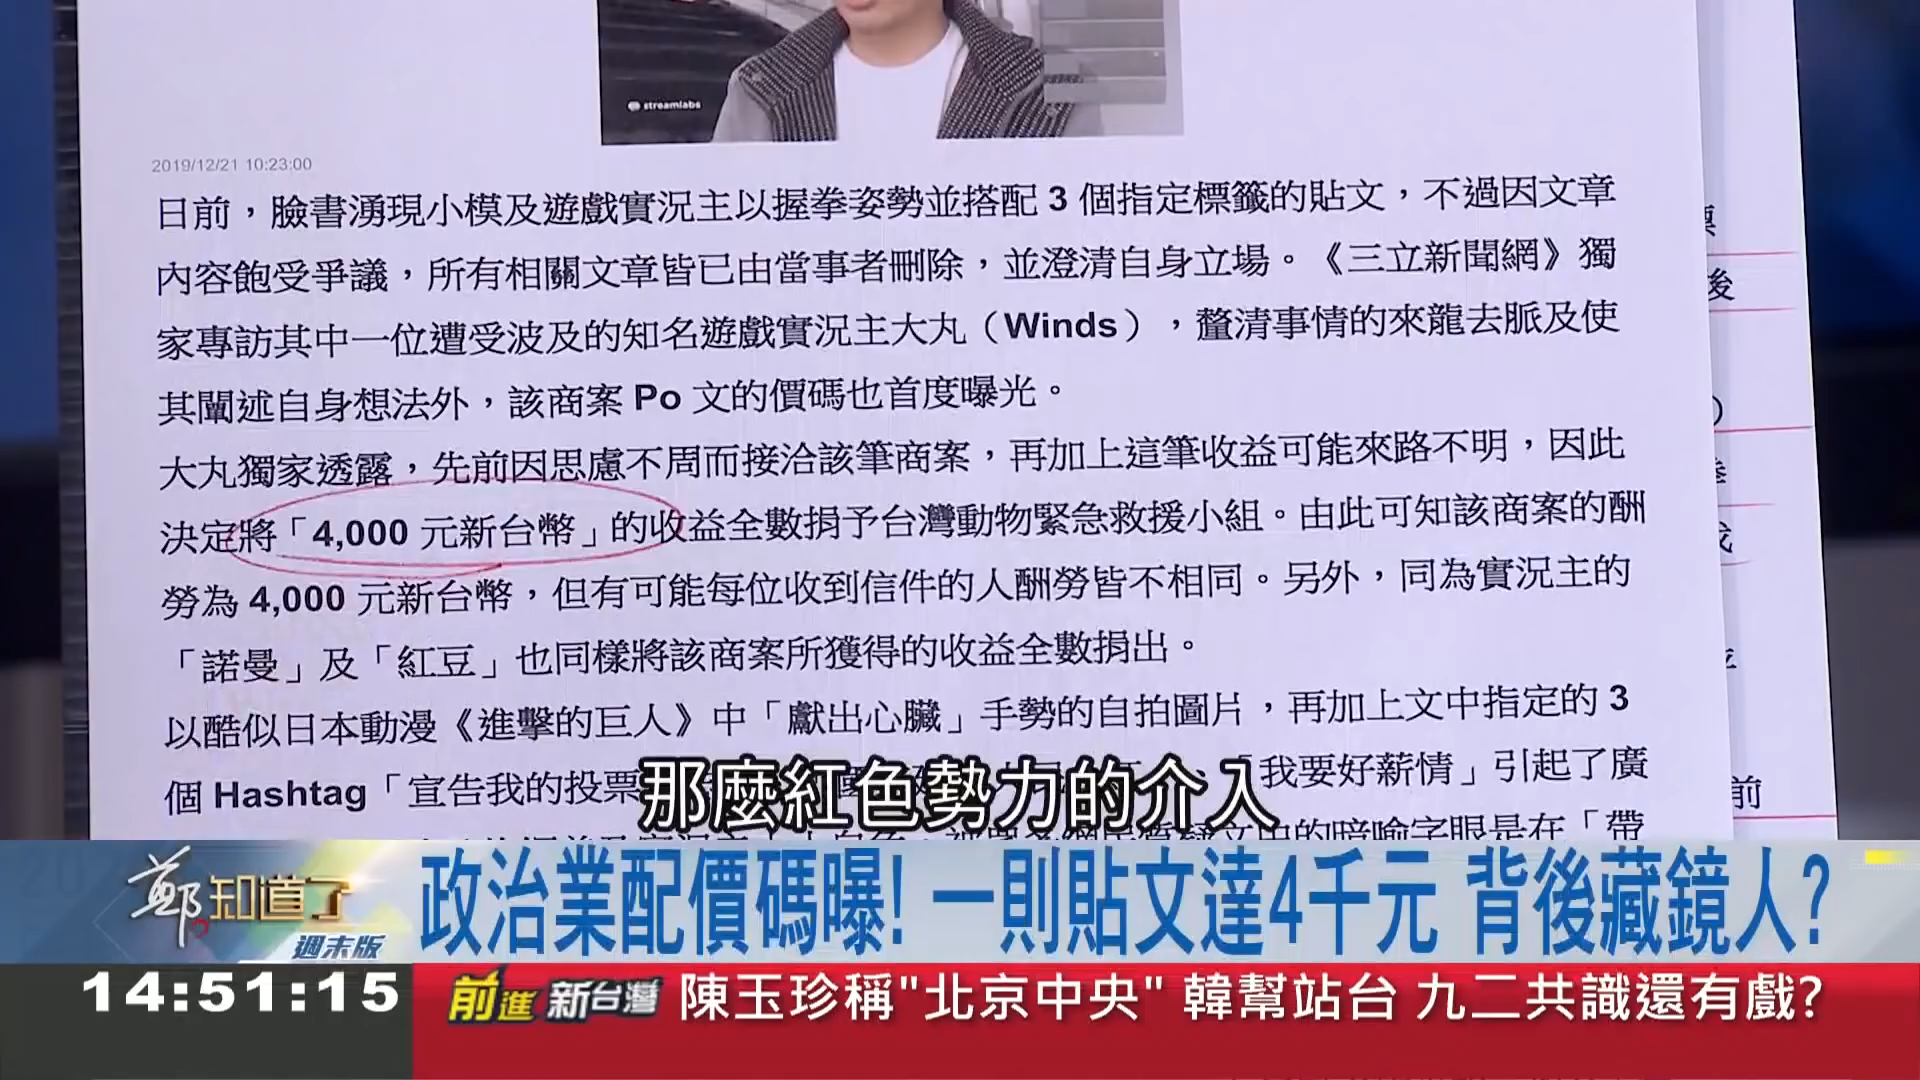 streamlabs
2019/12/21 10:23:00
日前，臉書湧現小模及遊戲實況主以握拳姿勢並搭配 3 個指定標籤的貼文，不過因文章
內容飽受爭議，所有相關文章皆已由當事者刪除，並澄清自身立場。《三立新聞網》獨
家專訪其中一位遭受波及的知名遊戲實況主大丸（Winds），釐清事情的來龍去脈及使
其闡述自身想法外，該商案 Po 文的價碼也首度曝光。
大丸獨家透露，先前因思慮不周而接洽該筆商案，再加上這筆收益可能來路不明，因此
決定將「4,000 元新台幣」的收益全數捐予台灣動物緊急救援小組。由此可知該商案的酬
勞為 4,000 元新台幣，但有可能每位收到信件的人酬勞皆不相同。另外，同為實況主的
「諾曼」及「紅豆」也同樣將該商案所獲得的收益全數捐出。
以酷似日本動漫《進擊的巨人》中「獻出心臟」手勢的自拍圖片，再加上文中指定的 3
個 Hashtag「宣告我的投票 「我要好薪情」引起了廣
後
前
那麼紅色勢力的介入
鄭知道了 週末版
政治業配價碼曝! 一則貼文達4千元 背後藏鏡人?
14:51:15
前進新台灣
陳玉珍稱"北京中央" 韓幫站台 九二共識還有戲?